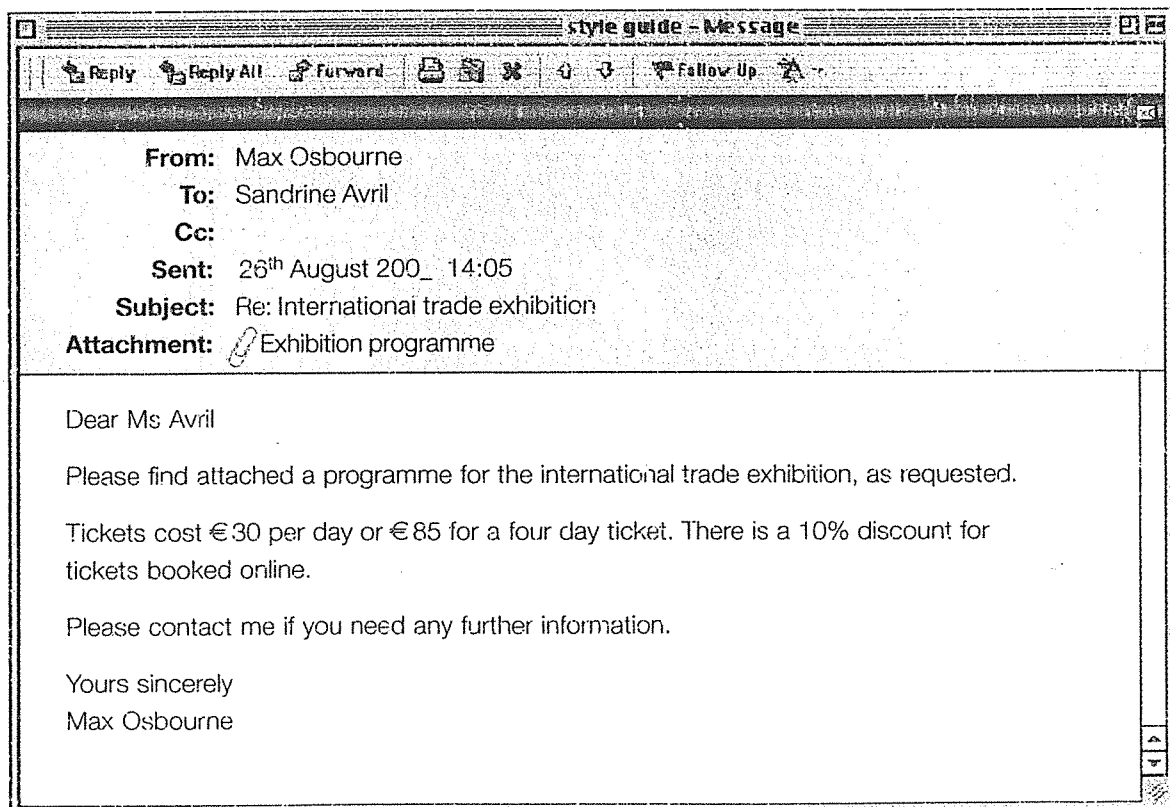 style guide - Message
Reply Reply All Forward Follow Up
From: Max Osbourne
To: Sandrine Avril
Cc:
Sent: 26th August 200_ 14:05
Subject: Re: International trade exhibition
Attachment: Exhibition programme
Dear Ms Avril
Please find attached a programme for the international trade exhibition, as requested.
Tickets cost €30 per day or €85 for a four day ticket. There is a 10% discount for
tickets booked online.
Please contact me if you need any further information.
Yours sincerely
Max Osbourne